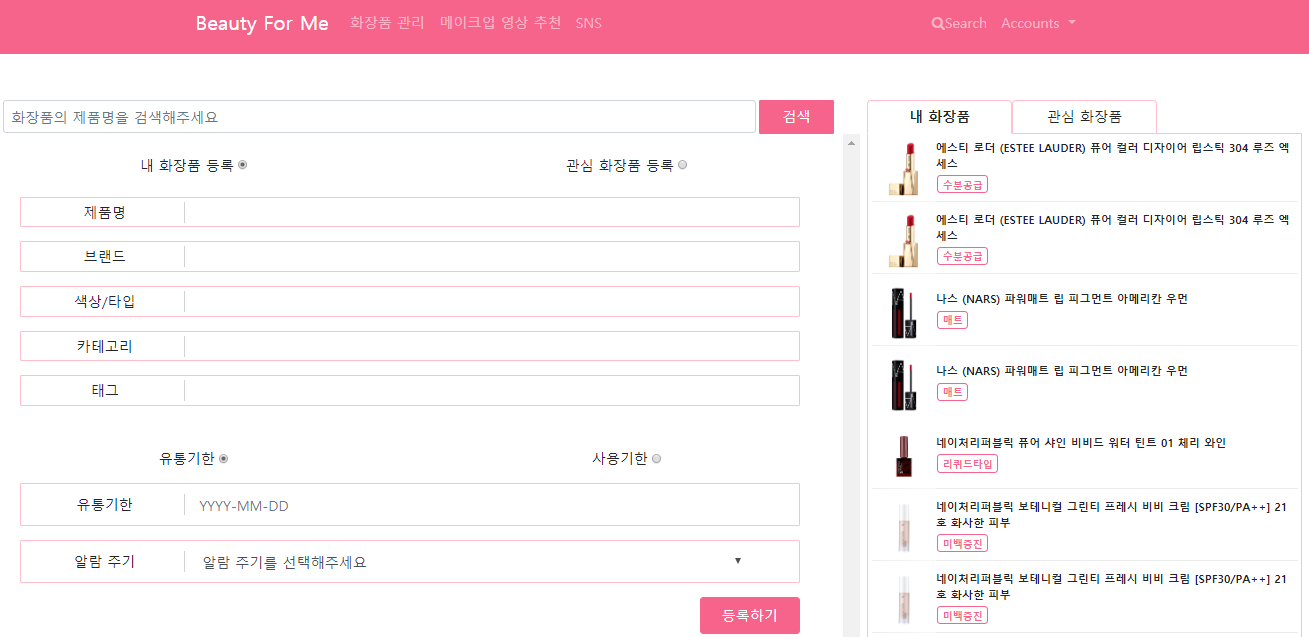 Beauty For Me 화장품 관리 메이크업 영상 추천 SNS Search Accounts
화장품의 제품명을 검색해주세요 검색
내 화장품 등록 관심 화장품 등록
제품명
브랜드
색상/타입
카테고리
태그
유통기한 사용기한
유통기한 YYYY-MM-DD
알람 주기 알람 주기를 선택해주세요
등록하기
내 화장품 관심 화장품
에스티 로더 (ESTEE LAUDER) 퓨어 컬러 디자이어 립스틱 304 루즈 엑
세스
수분공급
에스티 로더 (ESTEE LAUDER) 퓨어 컬러 디자이어 립스틱 304 루즈 엑
세스
수분공급
나스 (NARS) 파워매트 립 피그먼트 아메리칸 우먼
매트
나스 (NARS) 파워매트 립 피그먼트 아메리칸 우먼
매트
네이처리퍼블릭 퓨어 샤인 비비드 워터 틴트 01 체리 와인
리퀴드타입
네이처리퍼블릭 보테니컬 그린티 프레시 비비 크림 [SPF30/PA++] 21
호 화사한 피부
미백증진
네이처리퍼블릭 보테니컬 그린티 프레시 비비 크림 [SPF30/PA++] 21
호 화사한 피부
미백증진